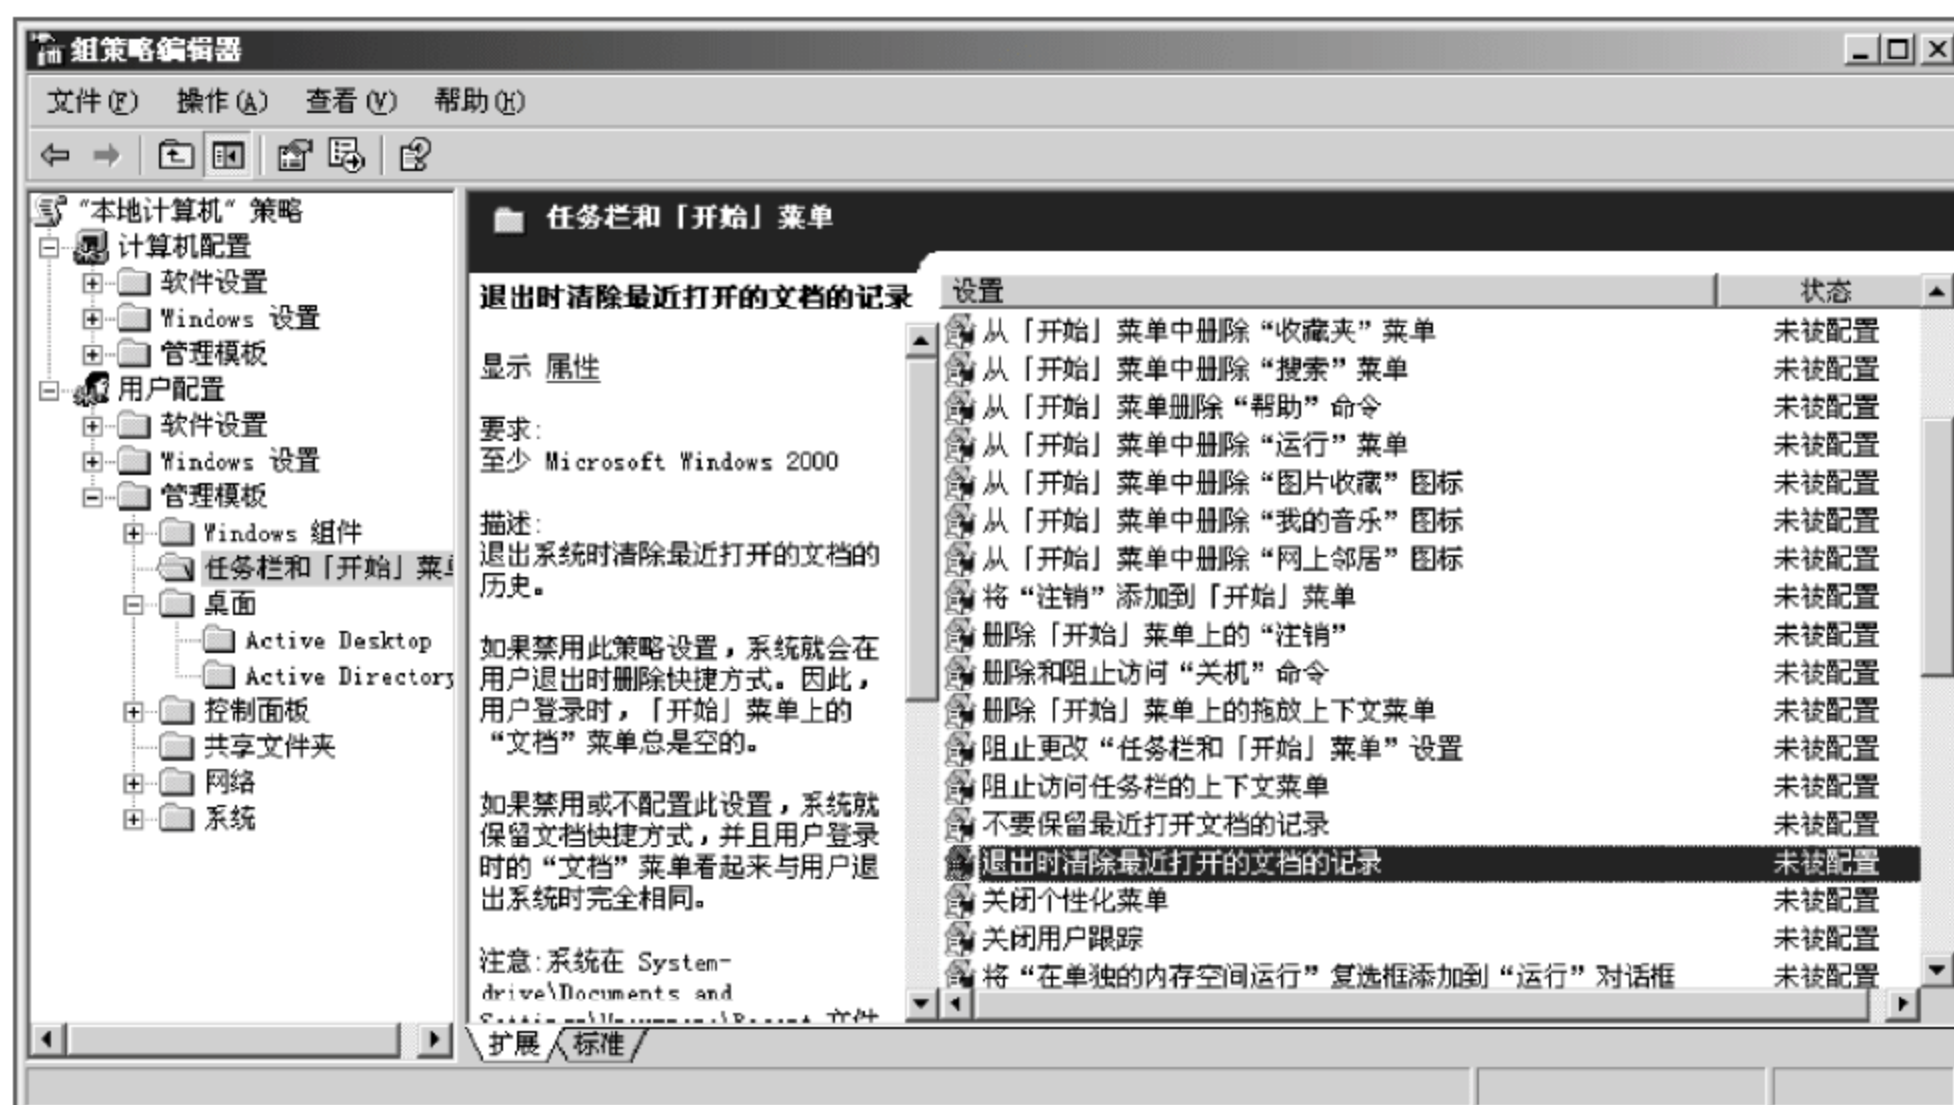 组策略编辑器
文件(F) 操作(A) 查看(V) 帮助(H)
“本地计算机” 策略
计算机配置
软件设置
Windows 设置
管理模板
用户配置
软件设置
Windows 设置
管理模板
Windows 组件
任务栏和「开始」菜单
桌面
Active Desktop
Active Directory
控制面板
共享文件夹
网络
系统
任务栏和「开始」菜单
退出时清除最近打开的文档的记录
显示 属性
要求:
至少 Microsoft Windows 2000
描述:
退出系统时清除最近打开的文档的
历史。
如果禁用此策略设置，系统就会在
用户退出时删除快捷方式。因此，
用户登录时，「开始」菜单上的
“文档”菜单总是空的。
如果禁用或不配置此设置，系统就
保留文档快捷方式，并且用户登录
时的“文档”菜单看起来与用户退
出系统时完全相同。
注意:系统在 System-
drive\Documents and
设置 状态
从「开始」菜单中删除“收藏夹”菜单 未被配置
从「开始」菜单中删除“搜索”菜单 未被配置
从「开始」菜单删除“帮助”命令 未被配置
从「开始」菜单中删除“运行”菜单 未被配置
从「开始」菜单中删除“图片收藏”图标 未被配置
从「开始」菜单中删除“我的音乐”图标 未被配置
从「开始」菜单中删除“网上邻居”图标 未被配置
将“注销”添加到「开始」菜单 未被配置
删除「开始」菜单上的“注销” 未被配置
删除和阻止访问“关机”命令 未被配置
删除「开始」菜单上的拖放上下文菜单 未被配置
阻止更改“任务栏和「开始」菜单”设置 未被配置
阻止访问任务栏的上下文菜单 未被配置
不要保留最近打开文档的记录 未被配置
退出时清除最近打开的文档的记录 未被配置
关闭个性化菜单 未被配置
关闭用户跟踪 未被配置
将“在单独的内存空间运行”复选框添加到“运行”对话框 未被配置
扩展 标准